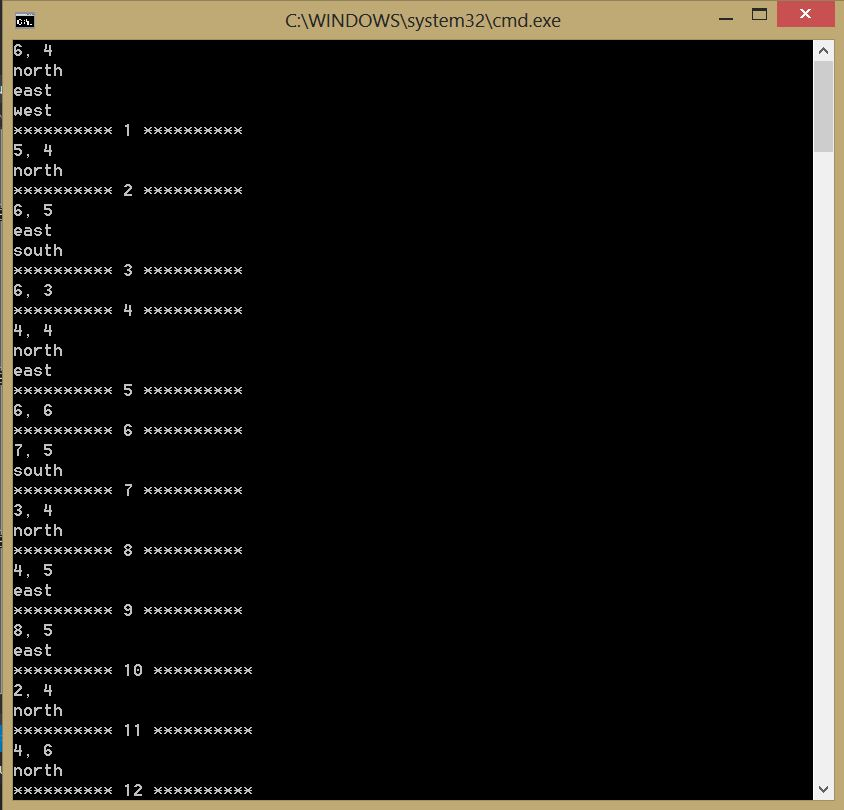 C:\WINDOWS\system32\cmd.exe
6, 4
north
east
west
********** 1 **********
5, 4
north
********** 2 **********
6, 5
east
south
********** 3 **********
6, 3
********** 4 **********
4, 4
north
east
********** 5 **********
6, 6
********** 6 **********
7, 5
south
********** 7 **********
3, 4
north
********** 8 **********
4, 5
east
********** 9 **********
8, 5
east
********** 10 **********
2, 4
north
********** 11 **********
4, 6
north
********** 12 **********